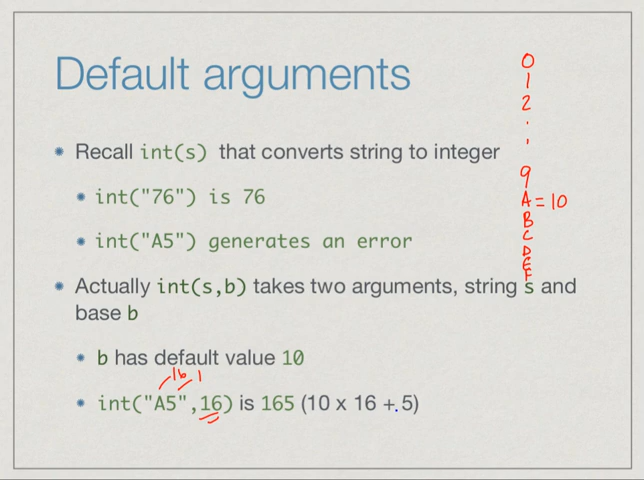 Default arguments
Recall int(s) that converts string to integer
int("76") is 76
int("A5") generates an error
Actually int(s,b) takes two arguments, string s and
base b
b has default value 10
16 1
int("A5",16) is 165 (10 x 16 + 5)
0
1
2
.
.
9
A = 10
B
C
D
E
F